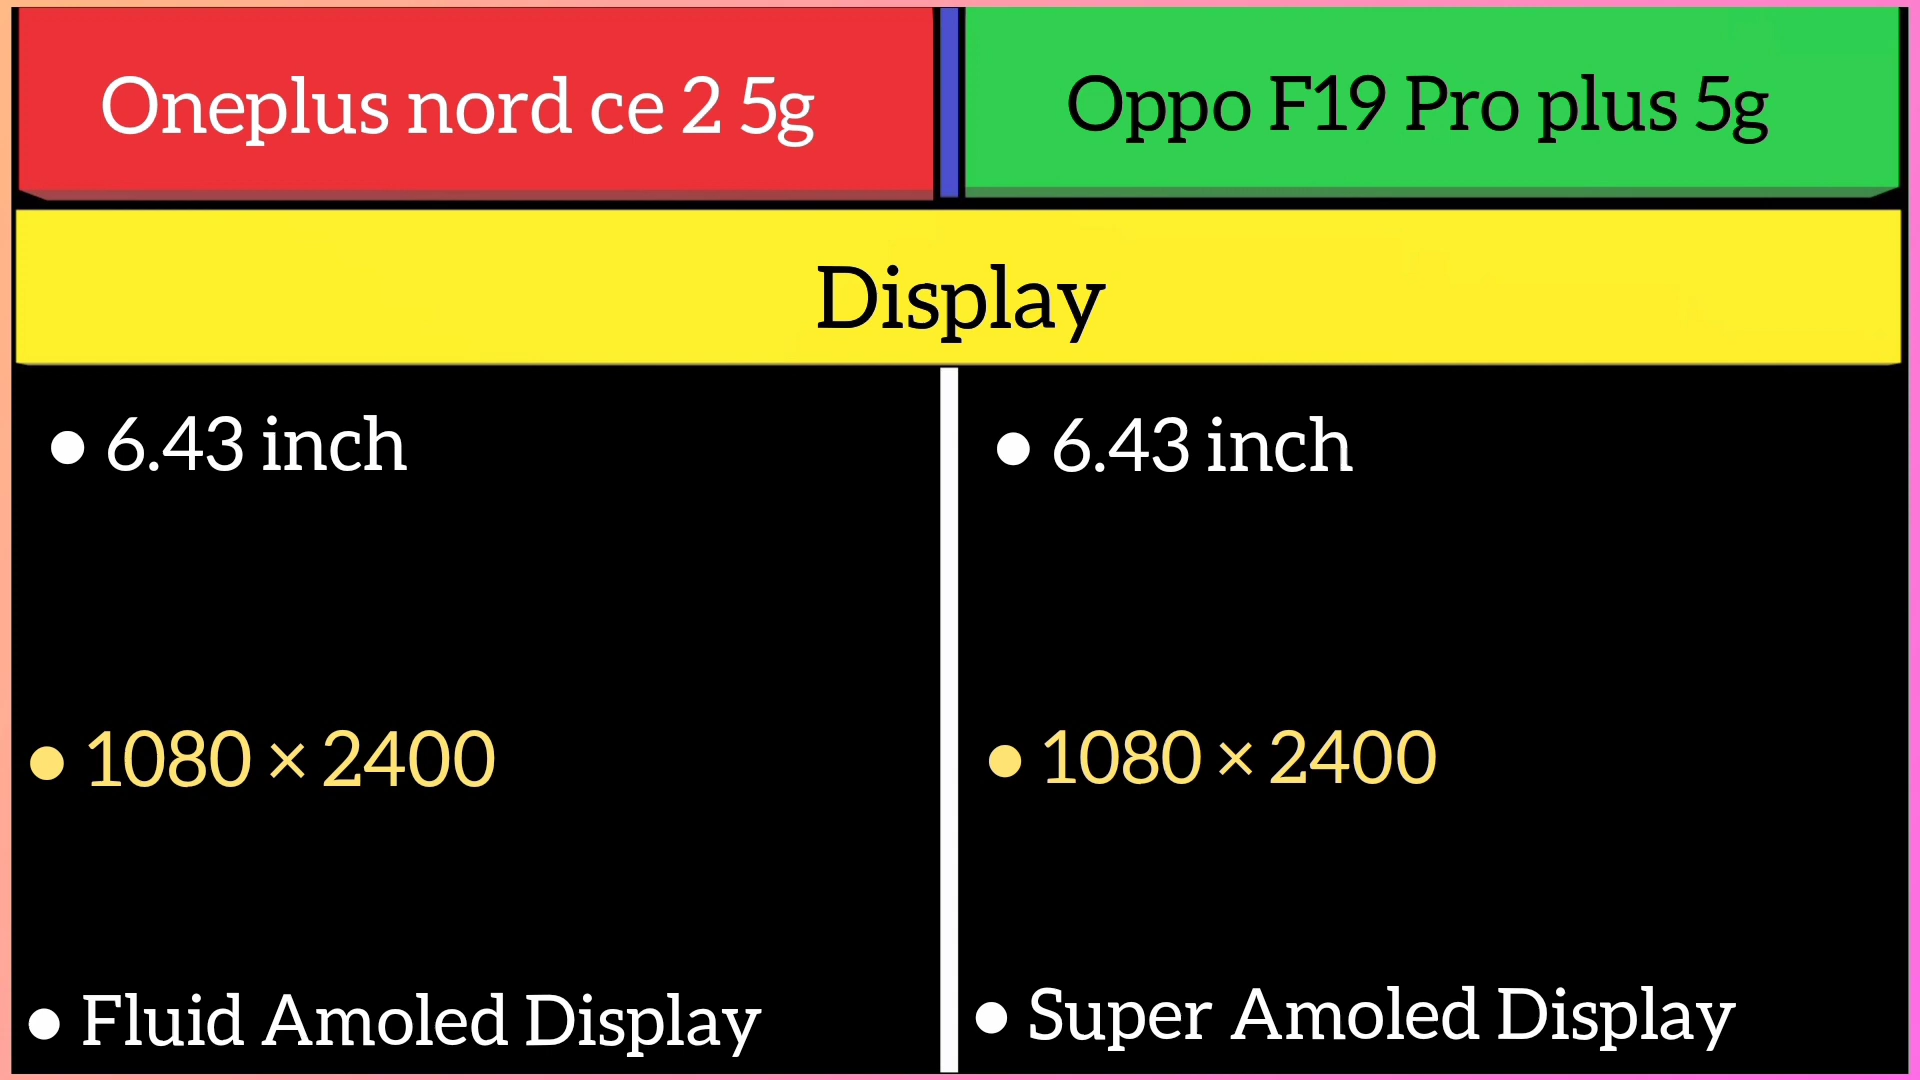 Oneplus nord ce 2 5g
Oppo F19 Pro plus 5g
Display
• 6.43 inch
• 6.43 inch
• 1080 × 2400
• 1080 × 2400
• Fluid Amoled Display
• Super Amoled Display